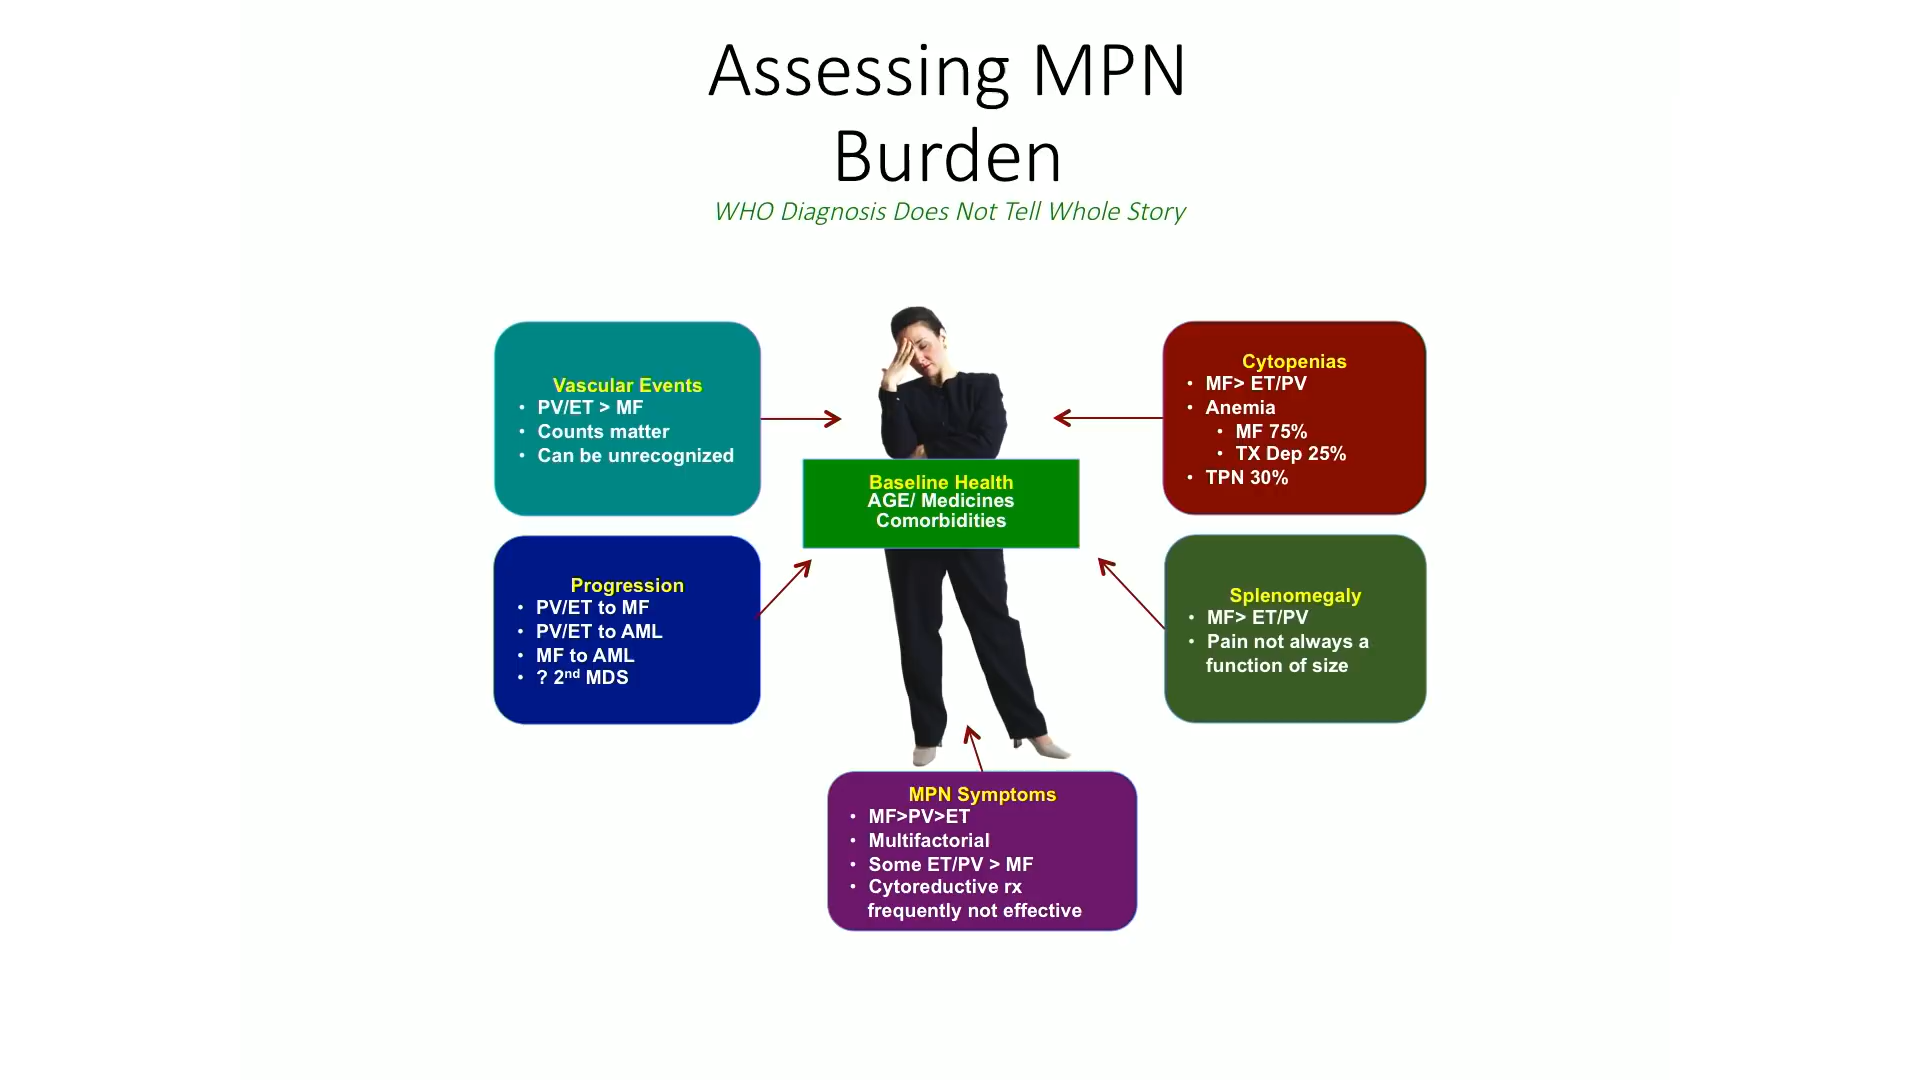 Assessing MPN
Burden
WHO Diagnosis Does Not Tell Whole Story
Vascular Events
• PV/ET > MF
• Counts matter
• Can be unrecognized
Cytopenias
• MF> ET/PV
• Anemia
• MF 75%
• TX Dep 25%
• TPN 30%
Baseline Health
AGE/ Medicines
Comorbidities
Progression
• PV/ET to MF
• PV/ET to AML
• MF to AML
• ? 2nd MDS
Splenomegaly
• MF> ET/PV
• Pain not always a
function of size
MPN Symptoms
• MF>PV>ET
• Multifactorial
• Some ET/PV > MF
• Cytoreductive rx
frequently not effective